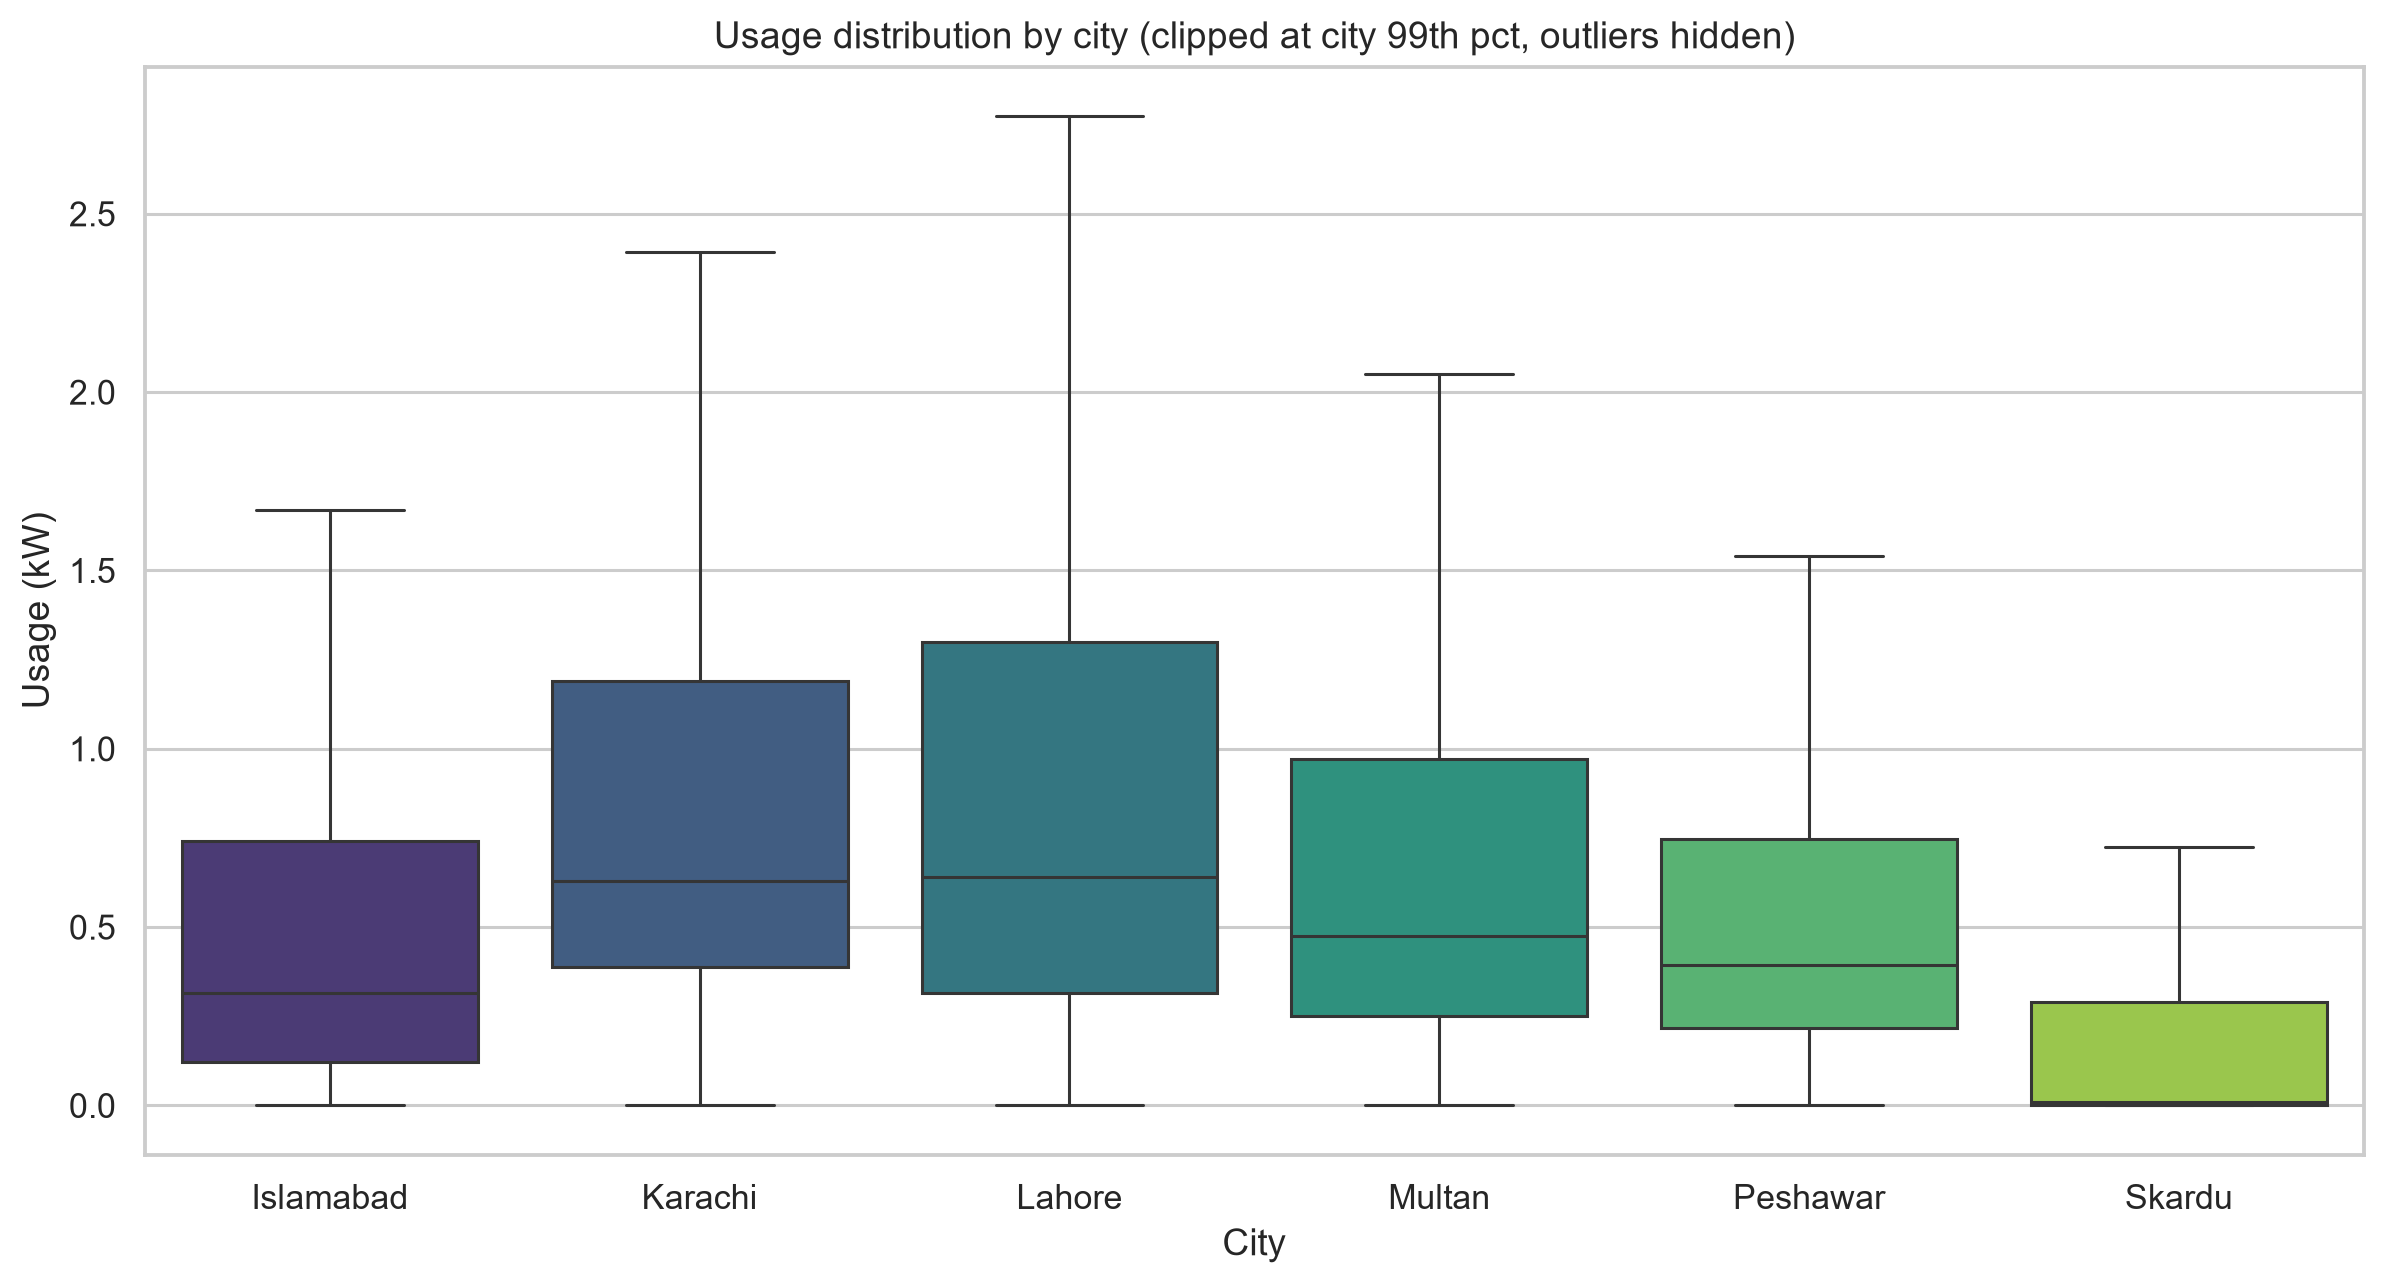 Usage distribution by city (clipped at city 99th pct, outliers hidden)
Usage (kW)
2.5
2.0
1.5
1.0
0.5
0.0
Islamabad Karachi Lahore Multan Peshawar Skardu
City